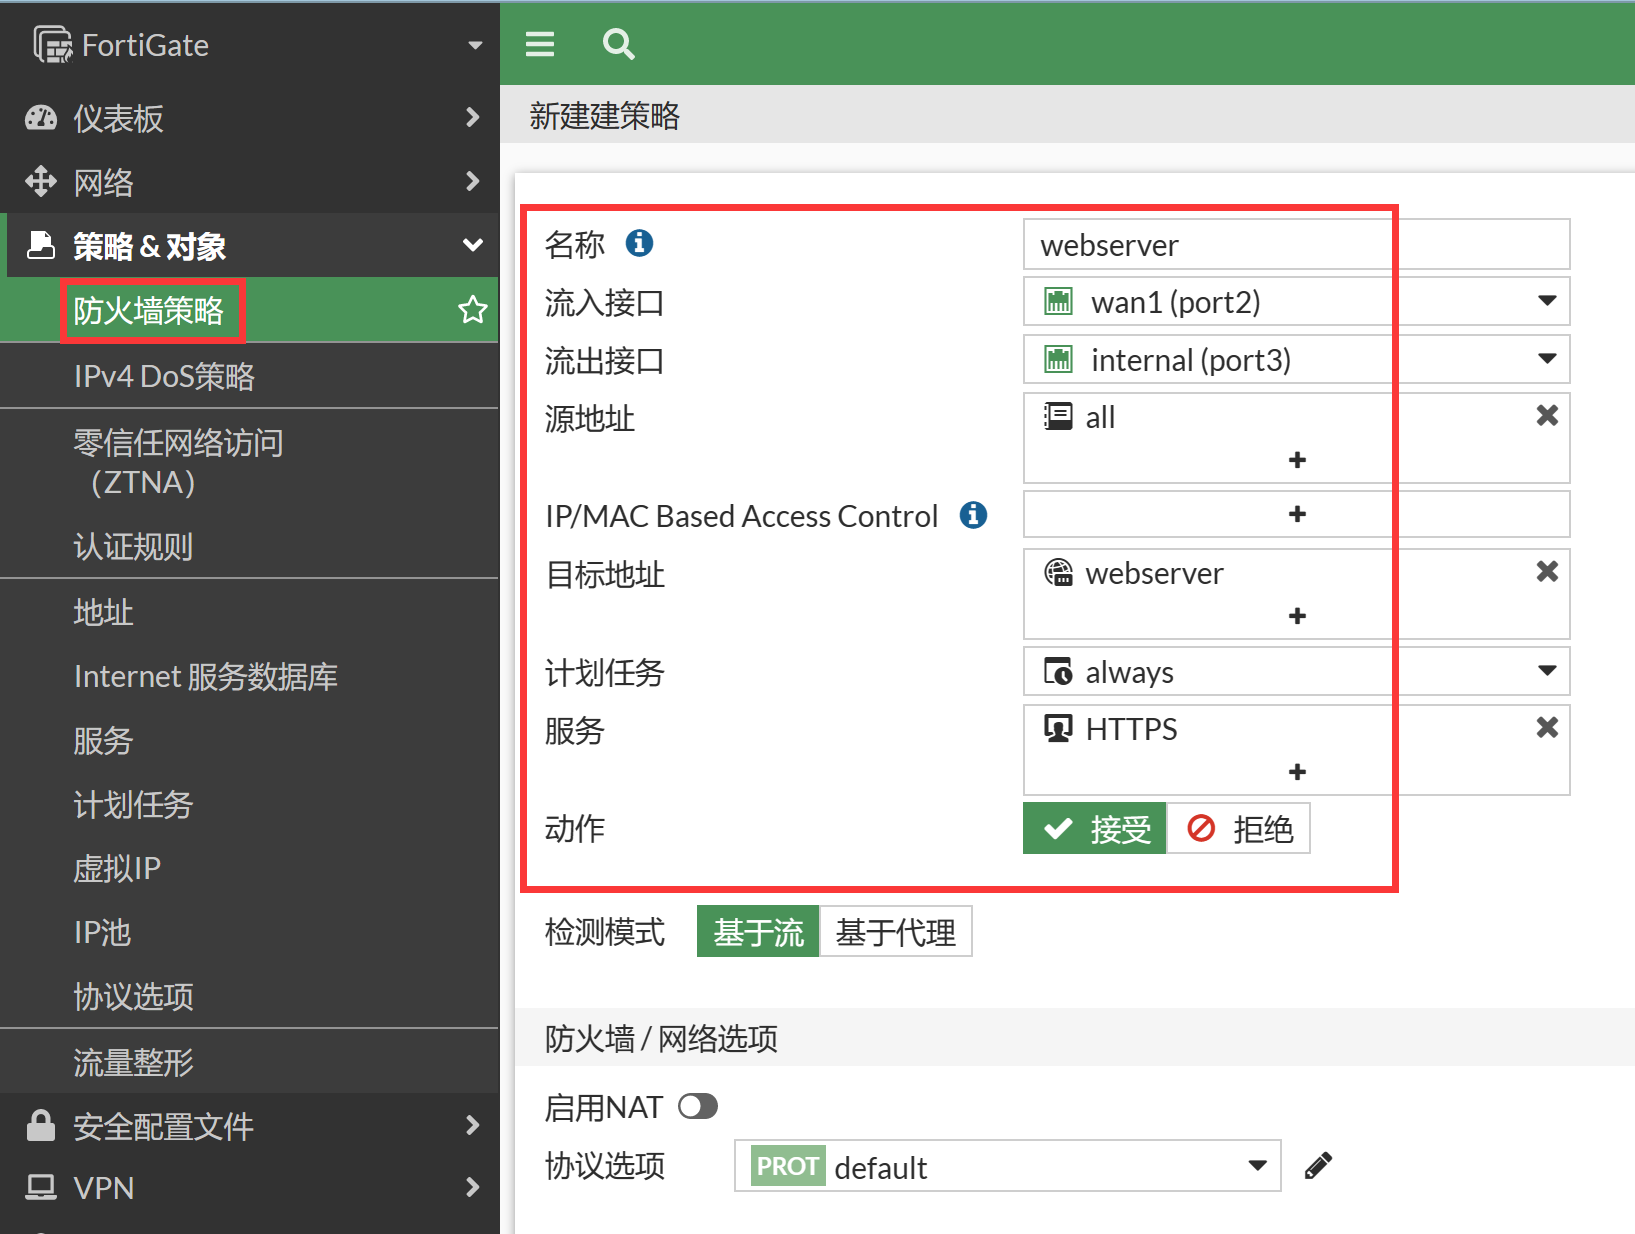 FortiGate
仪表板
网络
策略 & 对象
防火墙策略
IPv4 DoS策略
零信任网络访问
（ZTNA）
认证规则
地址
Internet 服务数据库
服务
计划任务
虚拟IP
IP池
协议选项
流量整形
安全配置文件
VPN
新建建策略
名称 webserver
流入接口 wan1 (port2)
流出接口 internal (port3)
源地址 all
+
IP/MAC Based Access Control +
目标地址 webserver
+
计划任务 always
服务 HTTPS
+
动作 接受 拒绝
检测模式 基于流 基于代理
防火墙 / 网络选项
启用NAT
协议选项 PROT default